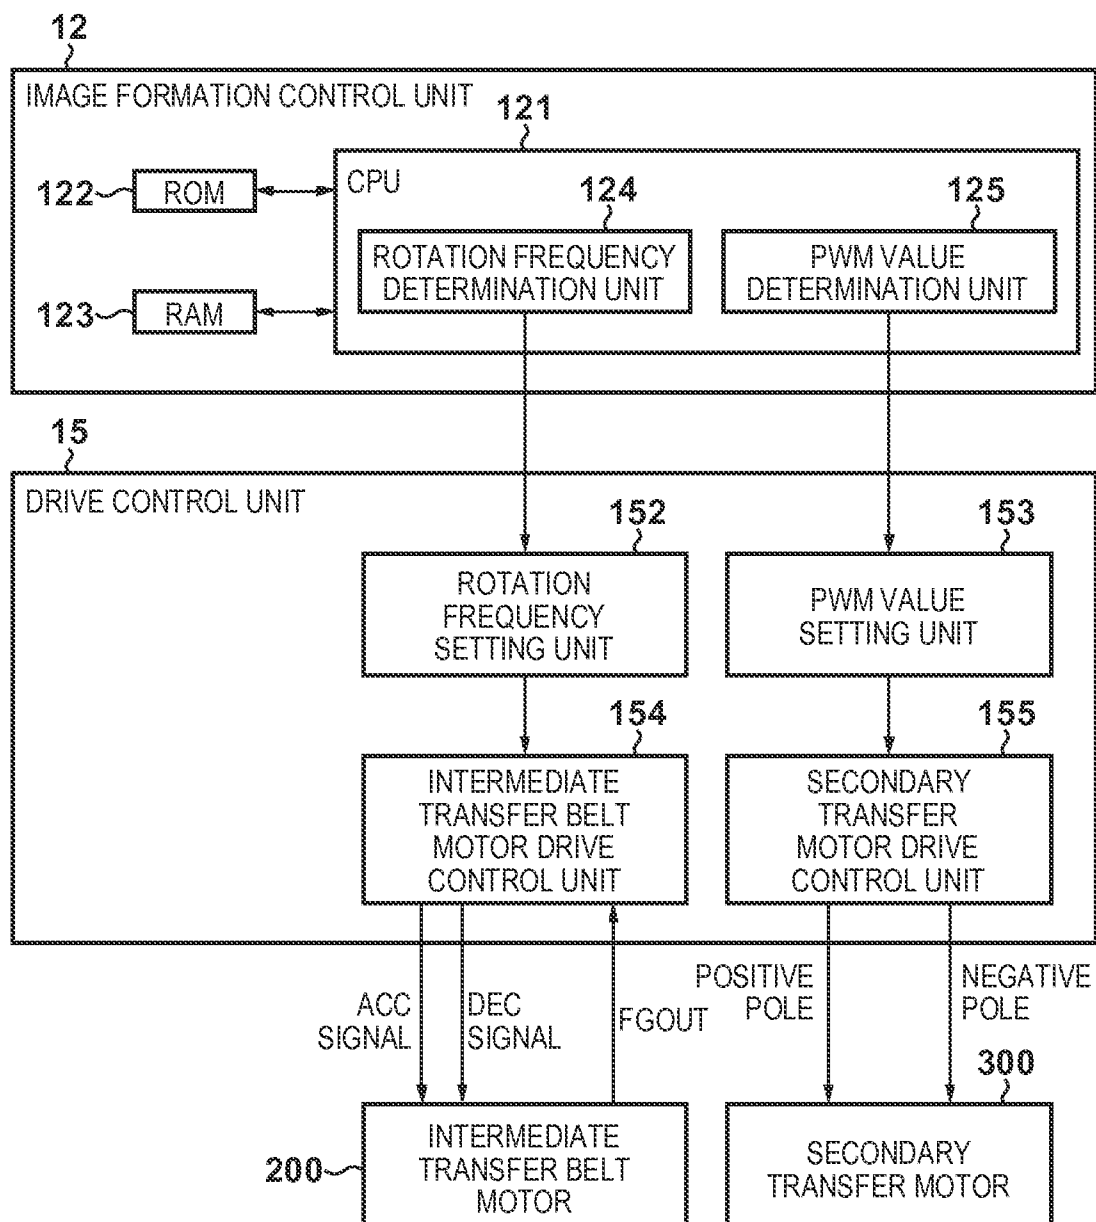 12
IMAGE FORMATION CONTROL UNIT
121
122
ROM
CPU
124
125
ROTATION FREQUENCY
DETERMINATION UNIT
PWM VALUE
DETERMINATION UNIT
123
RAM
15
DRIVE CONTROL UNIT
152
153
ROTATION
FREQUENCY
SETTING UNIT
PWM VALUE
SETTING UNIT
154
155
INTERMEDIATE
TRANSFER BELT
MOTOR DRIVE
CONTROL UNIT
SECONDARY
TRANSFER
MOTOR DRIVE
CONTROL UNIT
ACC
SIGNAL
DEC
SIGNAL
FGOUT
POSITIVE
POLE
NEGATIVE
POLE
300
200
INTERMEDIATE
TRANSFER BELT
MOTOR
SECONDARY
TRANSFER MOTOR